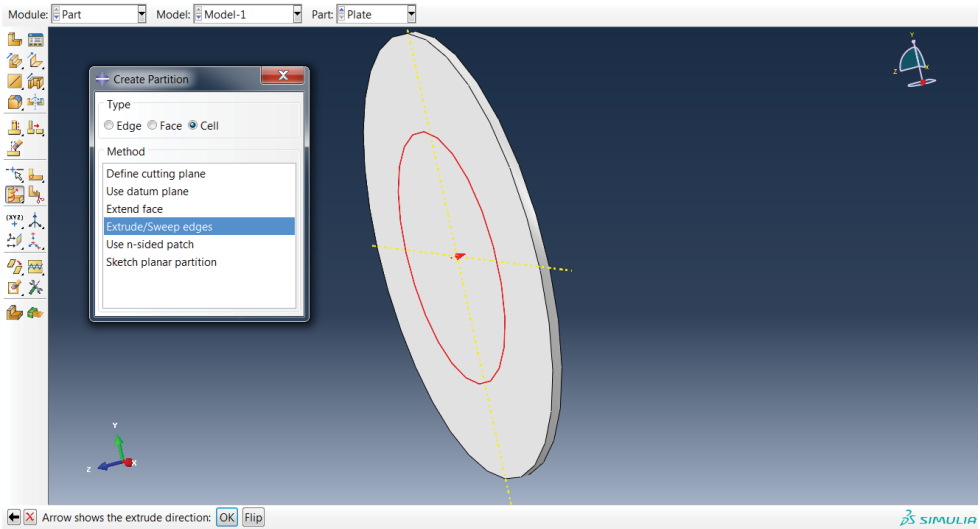 Module: Part Model: Model-1 Part: Plate
Create Partition
Type
Edge Face Cell
Method
Define cutting plane
Use datum plane
Extend face
Extrude/Sweep edges
Use n-sided patch
Sketch planar partition
(XYZ)
Y
Z X
Y
Z X
Arrow shows the extrude direction: OK Flip
SIMULIA